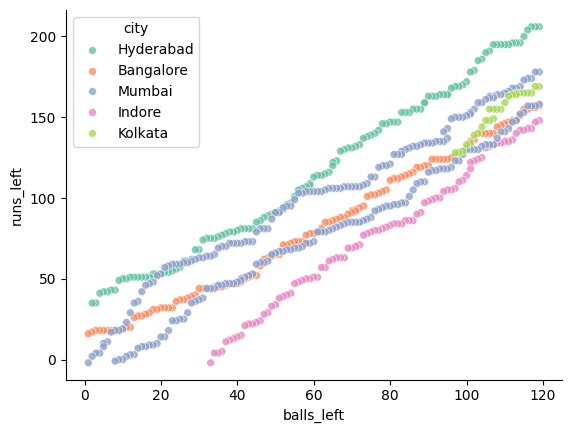 city
Hyderabad
Bangalore
Mumbai
Indore
Kolkata
runs_left
200
150
100
50
0
0 20 40 60 80 100 120
balls_left